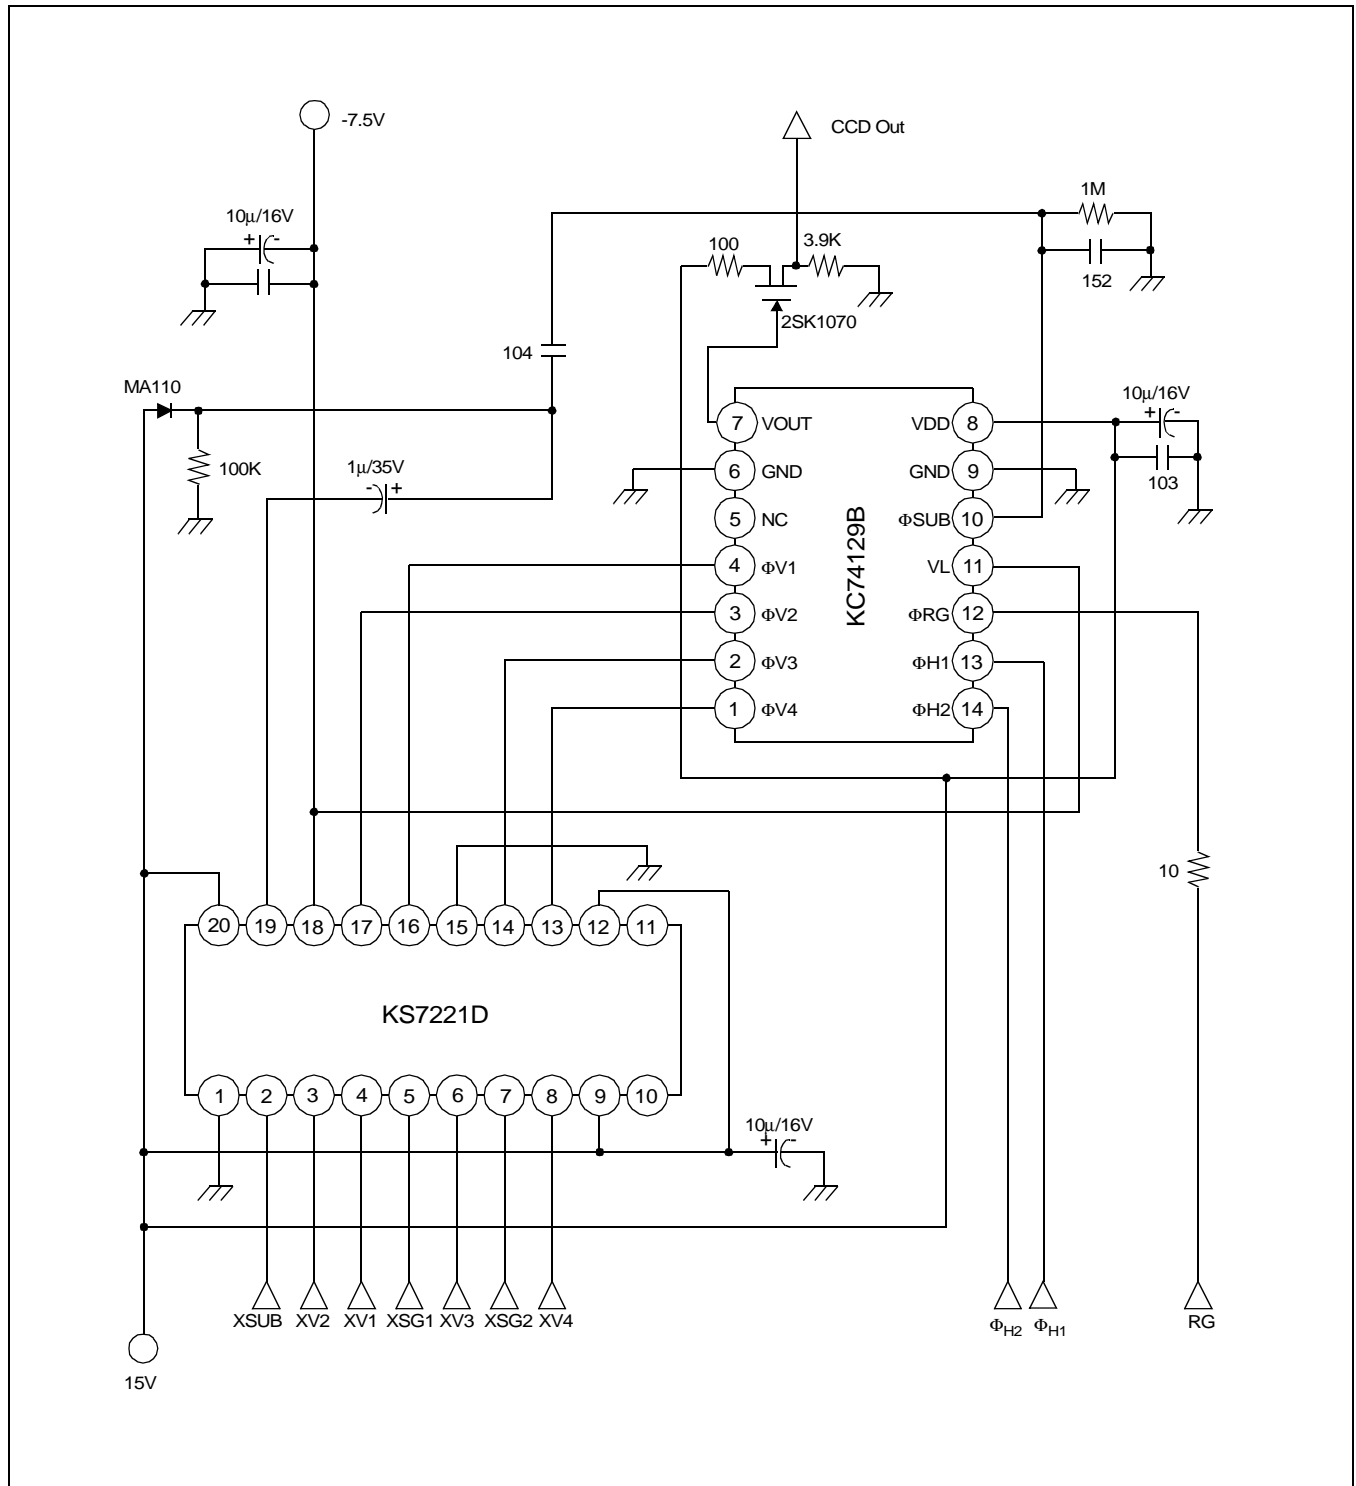 -7.5V
CCD Out
1M
10µ/16V
+ -
100
3.9K
152
2SK1070
104
MA110
10µ/16V
+ -
7 VOUT VDD 8
100K
1µ/35V
- +
6 GND GND 9
103
5 NC ΦSUB 10
KC74129B
4 ΦV1 VL 11
3 ΦV2 ΦRG 12
2 ΦV3 ΦH1 13
1 ΦV4 ΦH2 14
10
20 19 18 17 16 15 14 13 12 11
KS7221D
1 2 3 4 5 6 7 8 9 10
10µ/16V
+ -
XSUB XV2 XV1 XSG1 XV3 XSG2 XV4
ΦH2 ΦH1
RG
15V